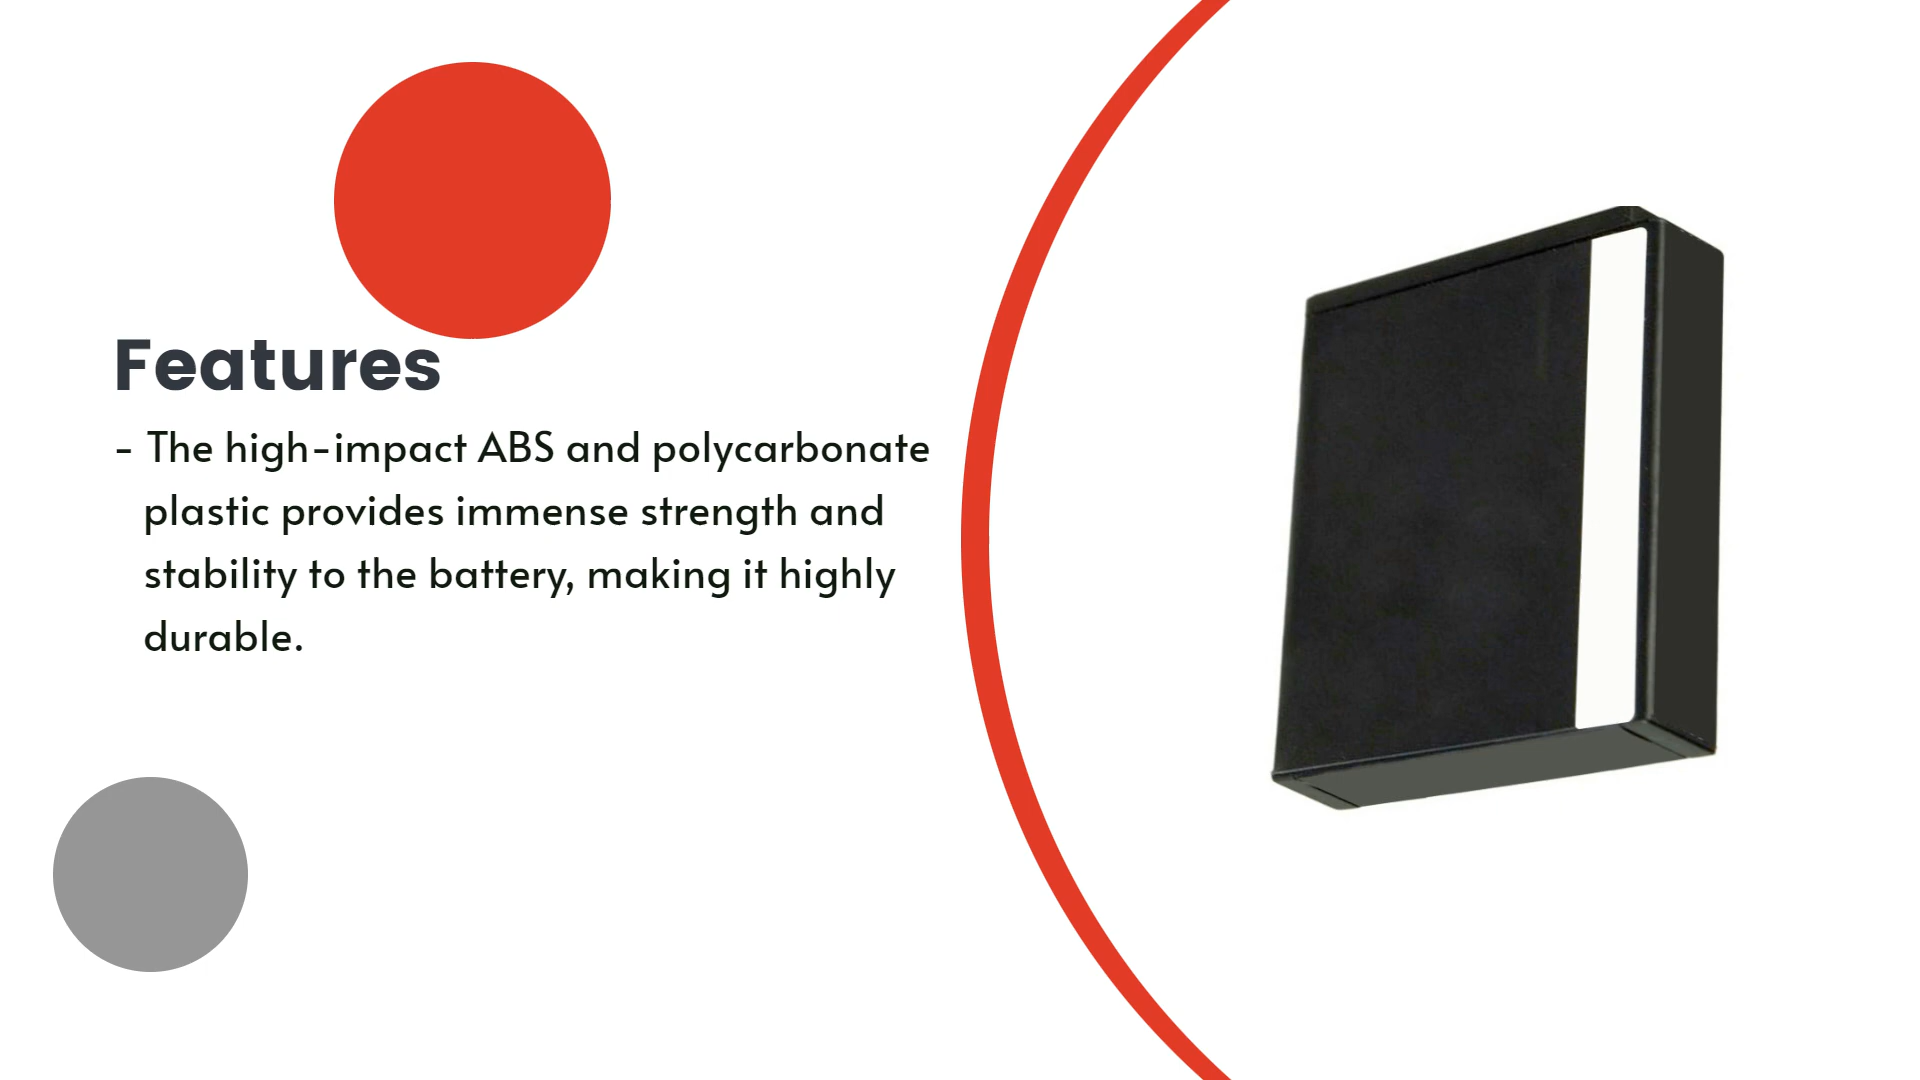 Features
- The high-impact ABS and polycarbonate
plastic provides immense strength and
stability to the battery, making it highly
durable.